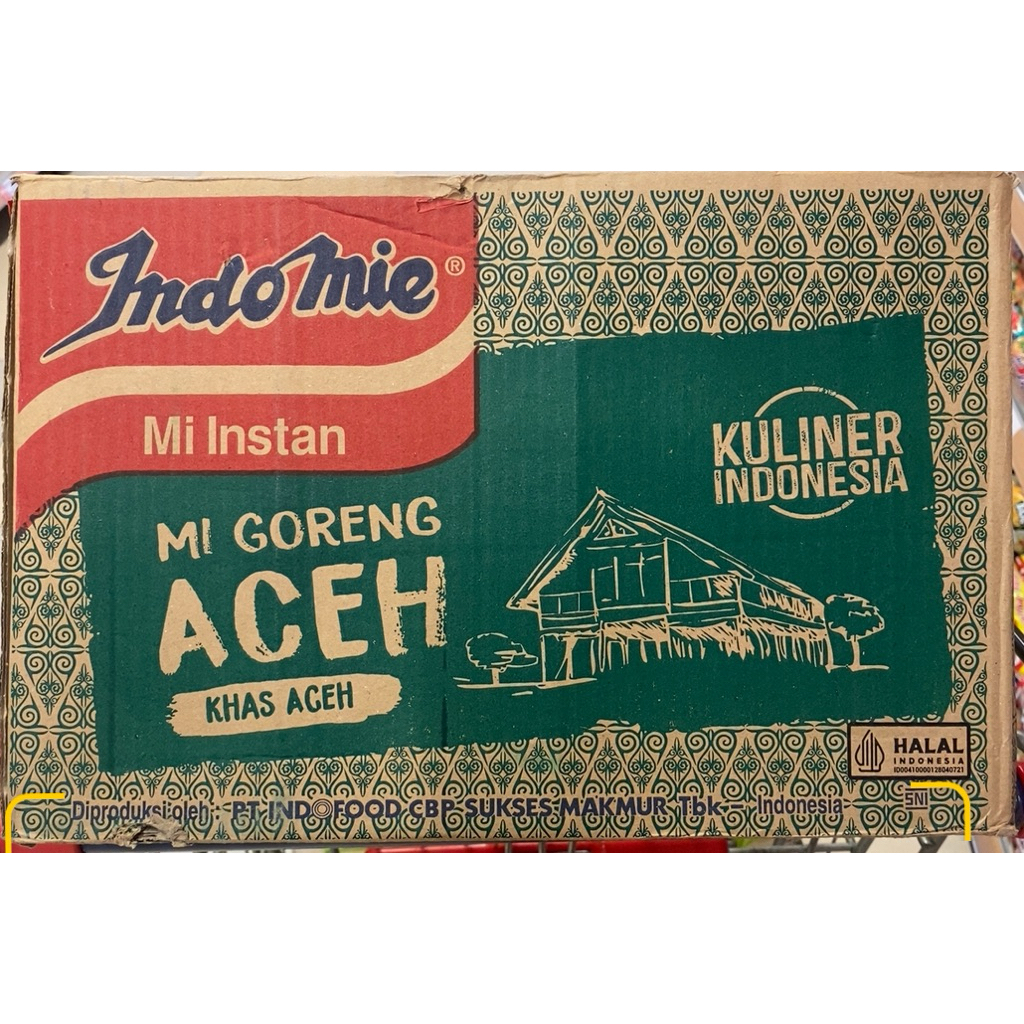 Indomie®
Mi Instan
KULINER
INDONESIA
MI GORENG
ACEH
KHAS ACEH
HALAL
INDONESIA
ID00410000128040721
Diproduksi oleh : PT INDOFOOD CBP SUKSES MAKMUR Tbk – Indonesia
SNI